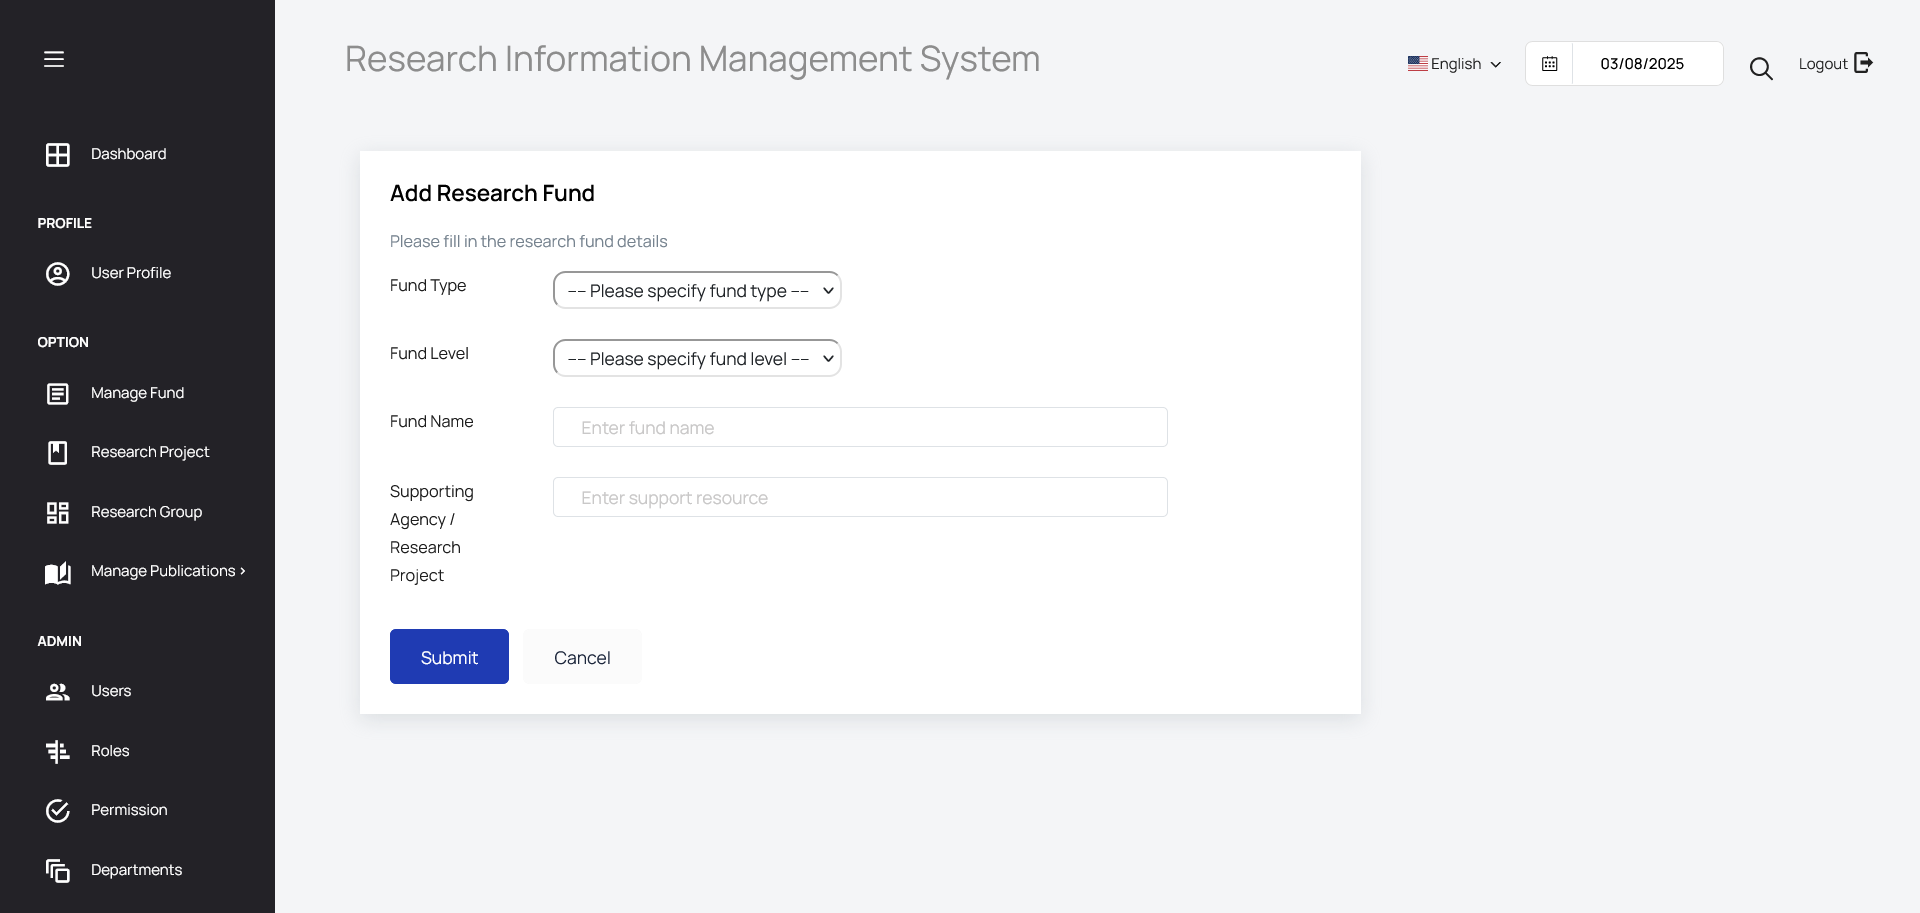 Research Information Management System
English
03/08/2025
Logout
Dashboard
PROFILE
User Profile
OPTION
Manage Fund
Research Project
Research Group
Manage Publications ›
ADMIN
Users
Roles
Permission
Departments
Add Research Fund
Please fill in the research fund details
Fund Type
-- Please specify fund type --
Fund Level
-- Please specify fund level --
Fund Name
Enter fund name
Supporting
Agency /
Research
Project
Enter support resource
Submit
Cancel